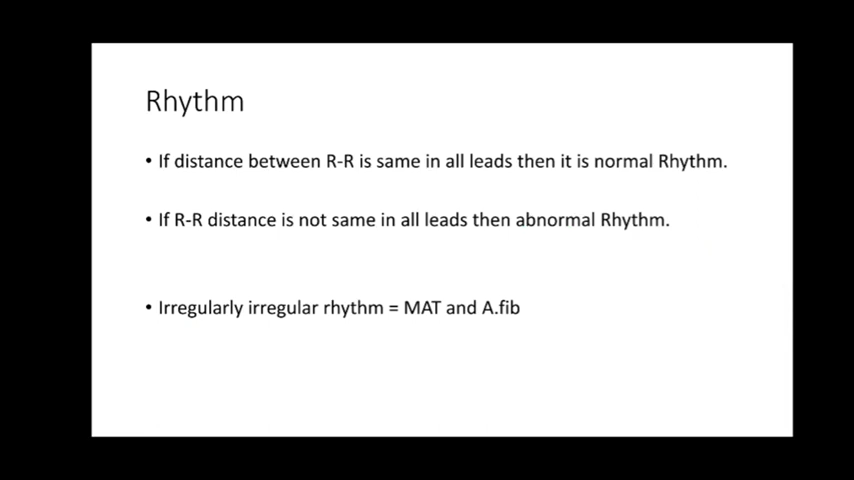 Rhythm
• If distance between R-R is same in all leads then it is normal Rhythm.
• If R-R distance is not same in all leads then abnormal Rhythm.
• Irregularly irregular rhythm = MAT and A.fib